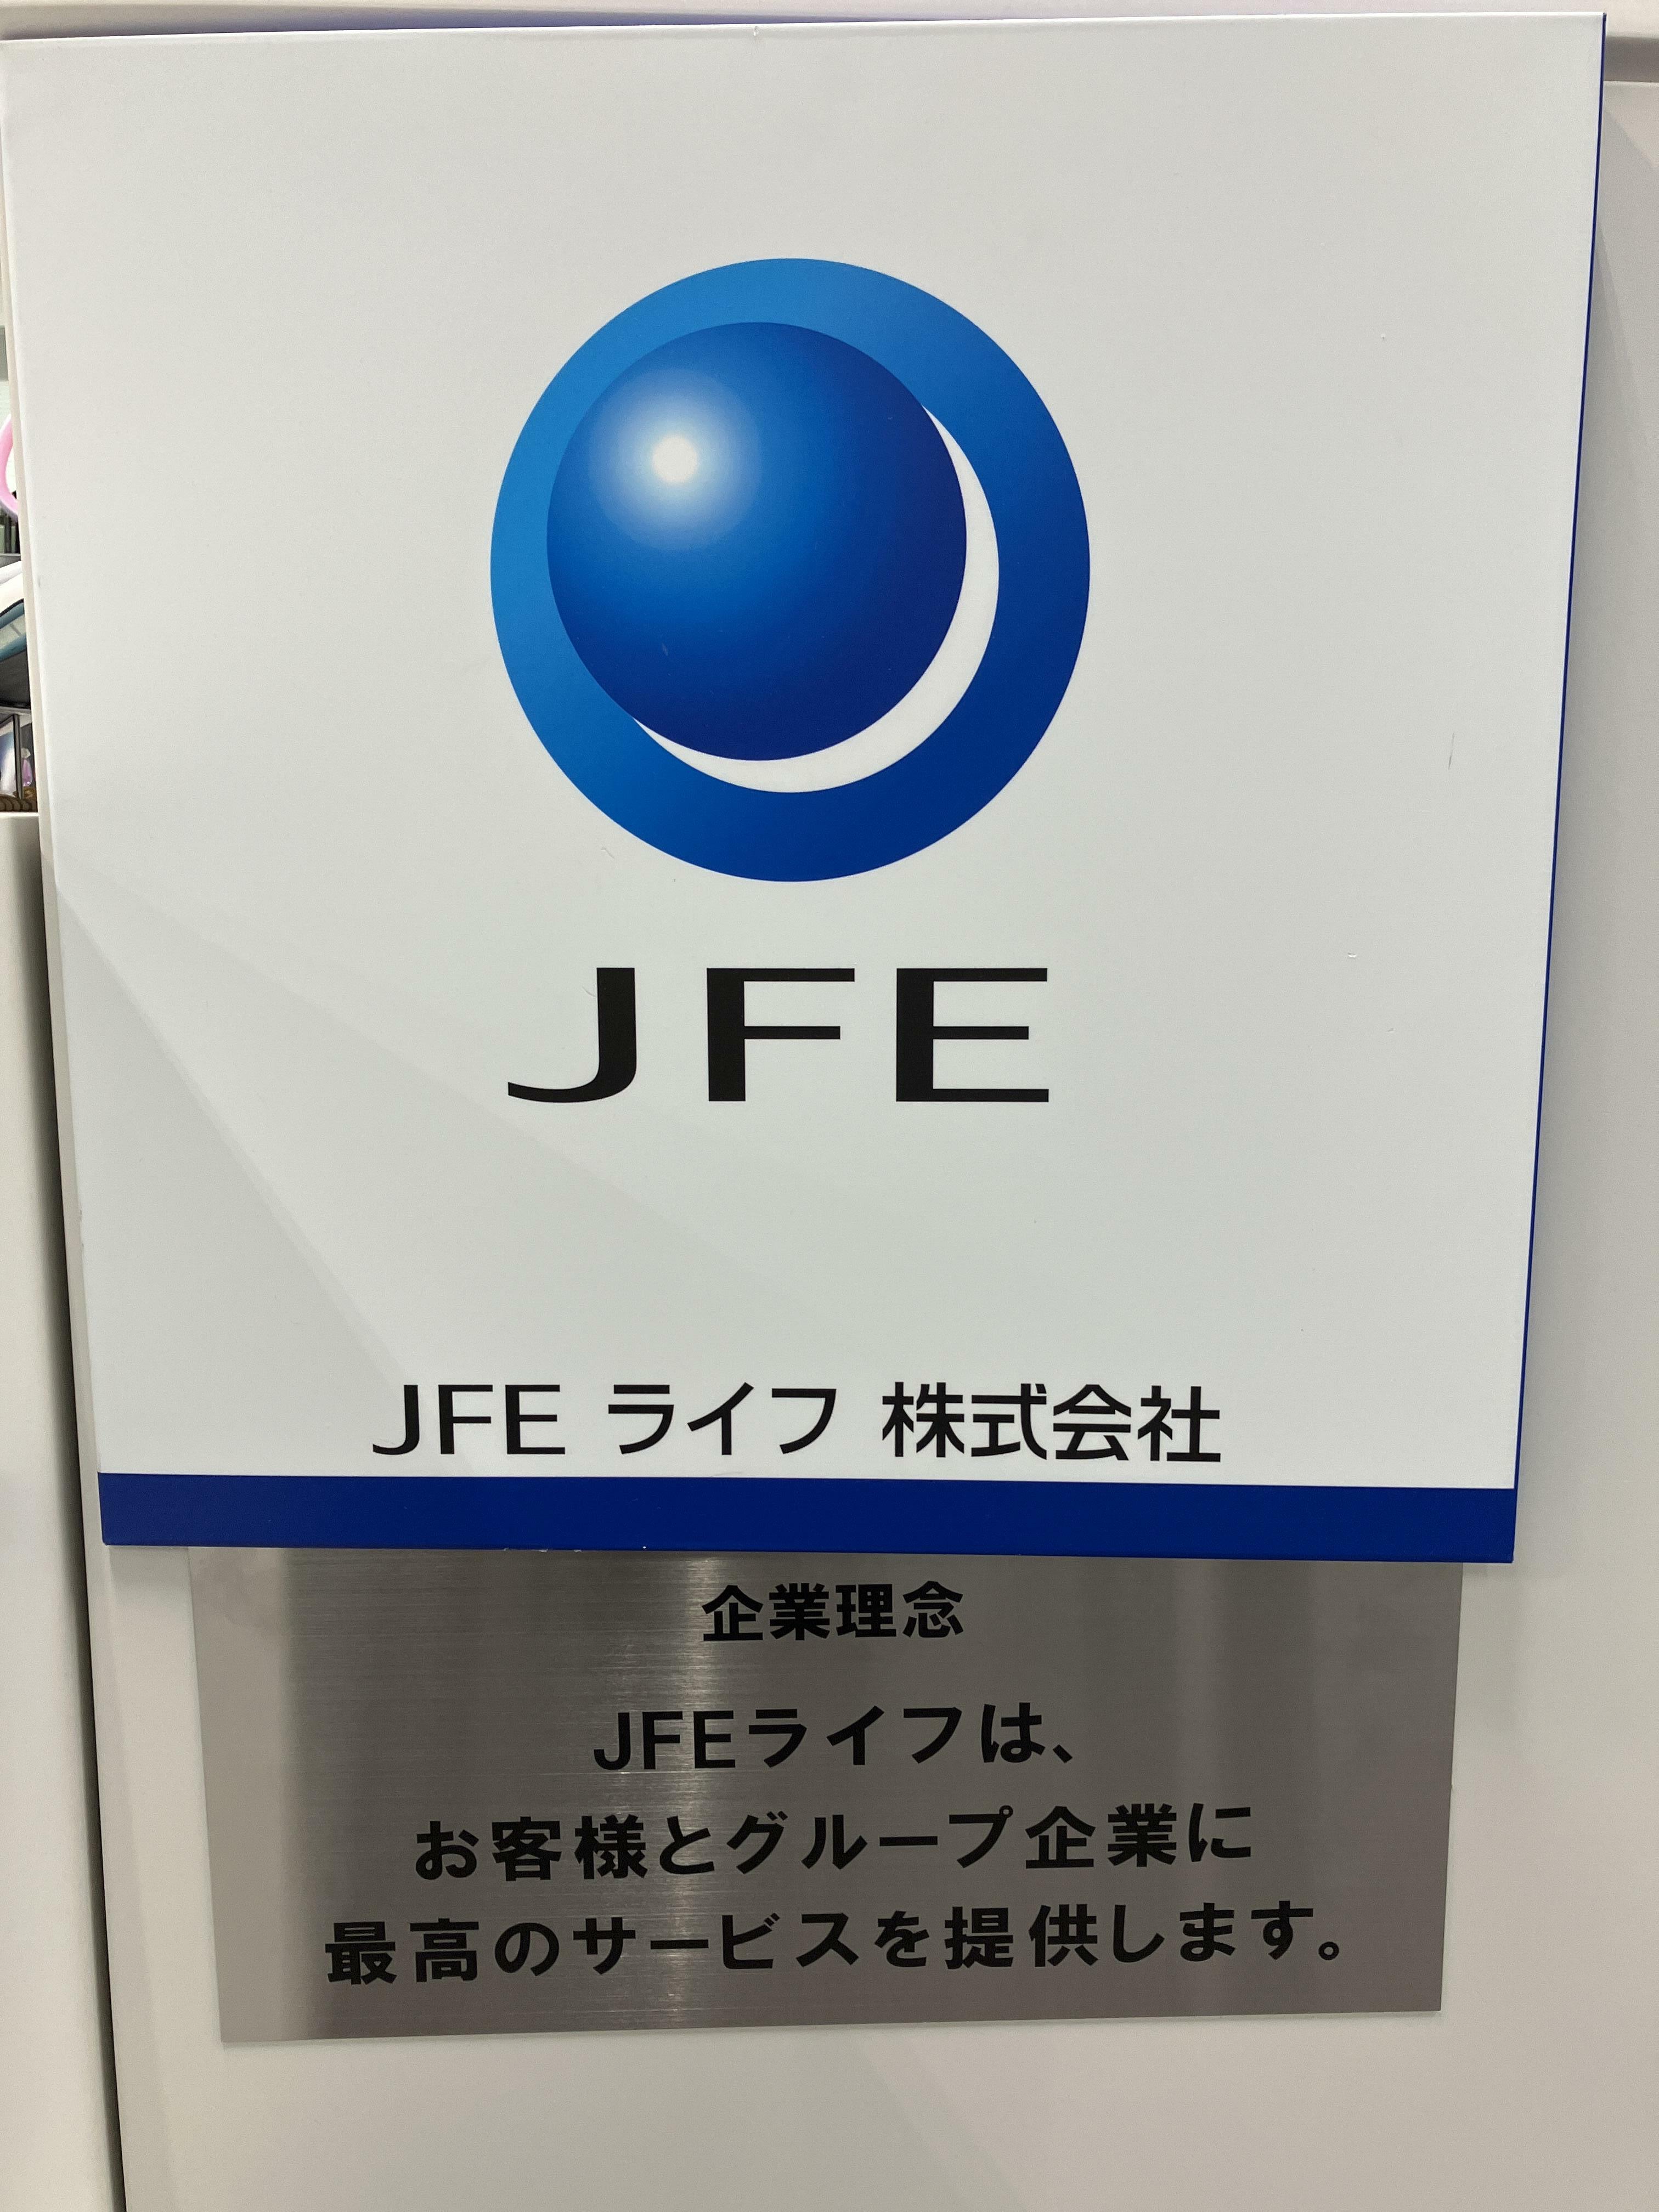 JFE
JFE ライフ 株式会社
企業理念
JFEライフは、
お客様とグループ企業に
最高のサービスを提供します。